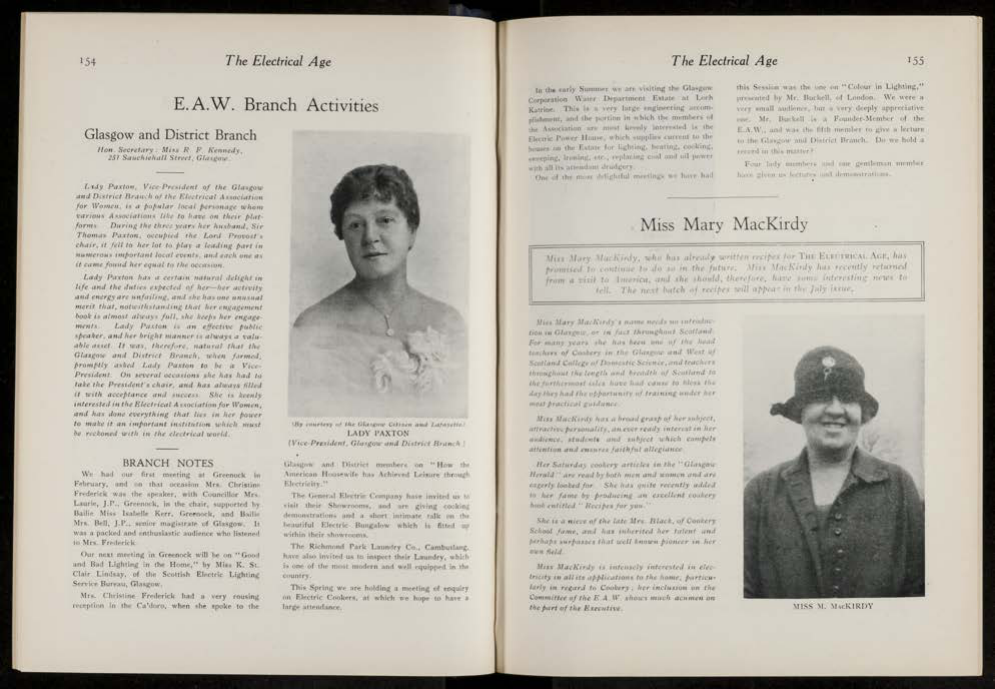 154
The Electrical Age
E.A.W. Branch Activities
Glasgow and District Branch
Hon. Secretary: Miss R. F. Kennedy,
251 Sauchiehall Street, Glasgow.
Lady Paxton, Vice-President of the Glasgow
and District Branch of the Electrical Association
for Women, is a popular local personage whom
various Associations like to have on their plat-
forms. During the three years her husband, Sir
Thomas Paxton, occupied the Lord Provost's
chair, it fell to her lot to play a leading part in
numerous important local events, and each one as
it came found her equal to the occasion.
Lady Paxton has a certain natural delight in
life and the duties expected of her—her activity
and energy are unfailing, and she has one unusual
merit that, notwithstanding that her engagement
book is almost always full, she keeps her engage-
ments. Lady Paxton is an effective public
speaker, and her bright manner is always a valu-
able asset. It was, therefore, natural that the
Glasgow and District Branch, when formed,
promptly asked Lady Paxton to be a Vice-
President. On several occasions she has had to
take the President's chair, and has always filled
it with acceptance and success. She is keenly
interested in the Electrical Association for Women,
and has done everything that lies in her power
to make it an important institution which must
be reckoned with in the electrical world.
BRANCH NOTES
We had our first meeting at Greenock in
February, and on that occasion Mrs. Christine
Frederick was the speaker, with Councillor Mrs.
Laurie, J.P., Greenock, in the chair, supported by
Bailie Miss Isabelle Kerr, Greenock, and Bailie
Mrs. Bell, J.P., senior magistrate of Glasgow. It
was a packed and enthusiastic audience who listened
to Mrs. Frederick.
Our next meeting in Greenock will be on "Good
and Bad Lighting in the Home," by Miss K. St.
Clair Lindsay, of the Scottish Electric Lighting
Service Bureau, Glasgow.
Mrs. Christine Frederick had a very rousing
reception in the Ca'doro, when she spoke to the
(By courtesy of the Glasgow Citizen and Lafayette)
LADY PAXTON
(Vice-President, Glasgow and District Branch)
Glasgow and District members on "How the
American Housewife has Achieved Leisure through
Electricity."
The General Electric Company have invited us to
visit their Showrooms, and are giving cooking
demonstrations and a short intimate talk on the
beautiful Electric Bungalow which is fitted up
within their showrooms.
The Richmond Park Laundry Co., Cambuslang,
have also invited us to inspect their Laundry, which
is one of the most modern and well equipped in the
country.
This Spring we are holding a meeting of enquiry
on Electric Cookers, at which we hope to have a
large attendance.
The Electrical Age
155
In the early Summer we are visiting the Glasgow
Corporation Water Department Estate at Loch
Katrine. This is a very large engineering accom-
plishment, and the portion in which the members of
the Association are most keenly interested is the
Electric Power House, which supplies current to the
houses on the Estate for lighting, heating, cooking,
sweeping, ironing, etc., replacing coal and oil power
with all its attendant drudgery.
One of the most delightful meetings we have had
this Session was the one on "Colour in Lighting,"
presented by Mr. Buckell, of London. We were a
very small audience, but a very deeply appreciative
one. Mr. Buckell is a Founder-Member of the
E.A.W., and was the fifth member to give a lecture
to the Glasgow and District Branch. Do we hold a
record in this matter?
Four lady members and one gentleman member
have given us lectures and demonstrations.
Miss Mary MacKirdy
Miss Mary MacKirdy, who has already written recipes for THE ELECTRICAL AGE, has
promised to continue to do so in the future. Miss MacKirdy has recently returned
from a visit to America, and she should, therefore, have some interesting news to
tell. The next batch of recipes will appear in the July issue,
Miss Mary MacKirdy's name needs no introduc-
tion in Glasgow, or in fact throughout Scotland.
For many years she has been one of the head
teachers of Cookery in the Glasgow and West of
Scotland College of Domestic Science, and teachers
throughout the length and breadth of Scotland to
the furthermost isles have had cause to bless the
day they had the opportunity of training under her
most practical guidance.
Miss MacKirdy has a broad grasp of her subject,
attractive personality, an ever ready interest in her
audience, students and subject which compels
attention and ensures faithful allegiance.
Her Saturday cookery articles in the "Glasgow
Herald" are read by both men and women and are
eagerly looked for. She has quite recently added
to her fame by producing an excellent cookery
book entitled "Recipes for you."
She is a niece of the late Mrs. Black, of Cookery
School fame, and has inherited her talent and
perhaps surpasses that well known pioneer in her
own field.
Miss MacKirdy is intensely interested in elec-
tricity in all its applications to the home, particu-
larly in regard to Cookery; her inclusion on the
Committee of the E.A.W. shows much acumen on
the part of the Executive.
MISS M. MacKIRDY